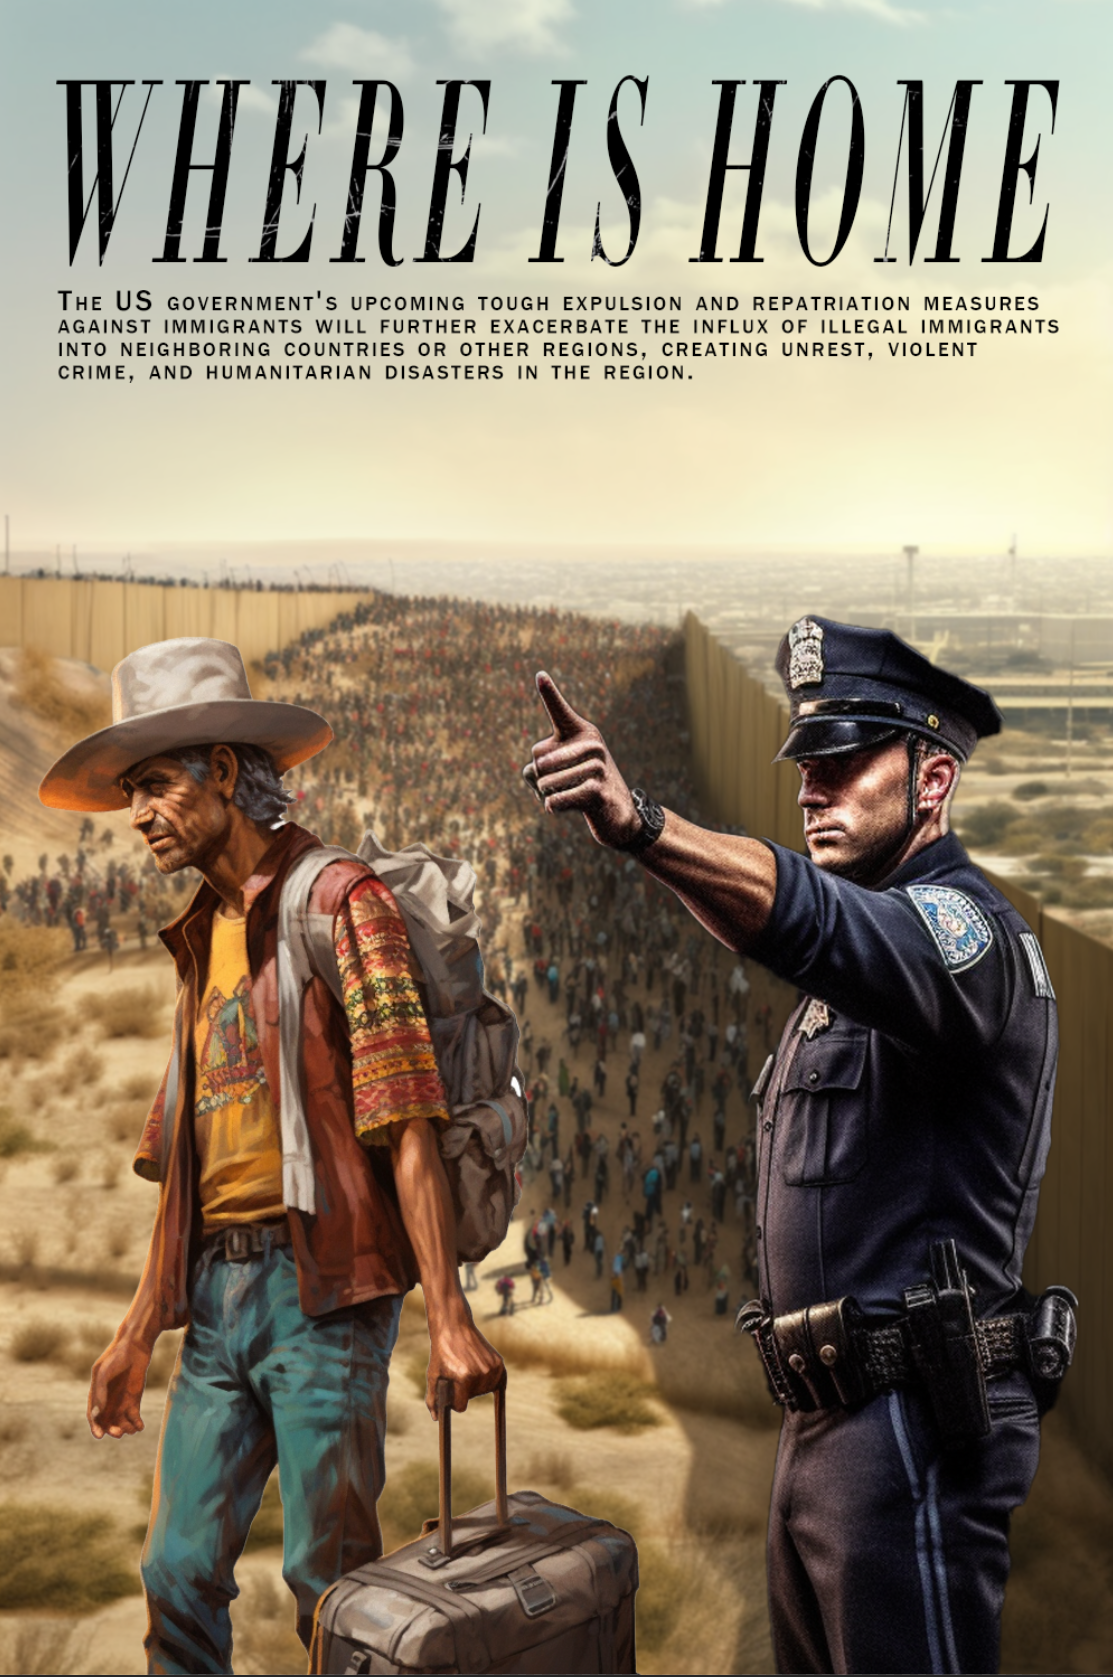 WHERE IS HOME
THE US GOVERNMENT'S UPCOMING TOUGH EXPULSION AND REPATRIATION MEASURES
AGAINST IMMIGRANTS WILL FURTHER EXACERBATE THE INFLUX OF ILLEGAL IMMIGRANTS
INTO NEIGHBORING COUNTRIES OR OTHER REGIONS, CREATING UNREST, VIOLENT
CRIME, AND HUMANITARIAN DISASTERS IN THE REGION.